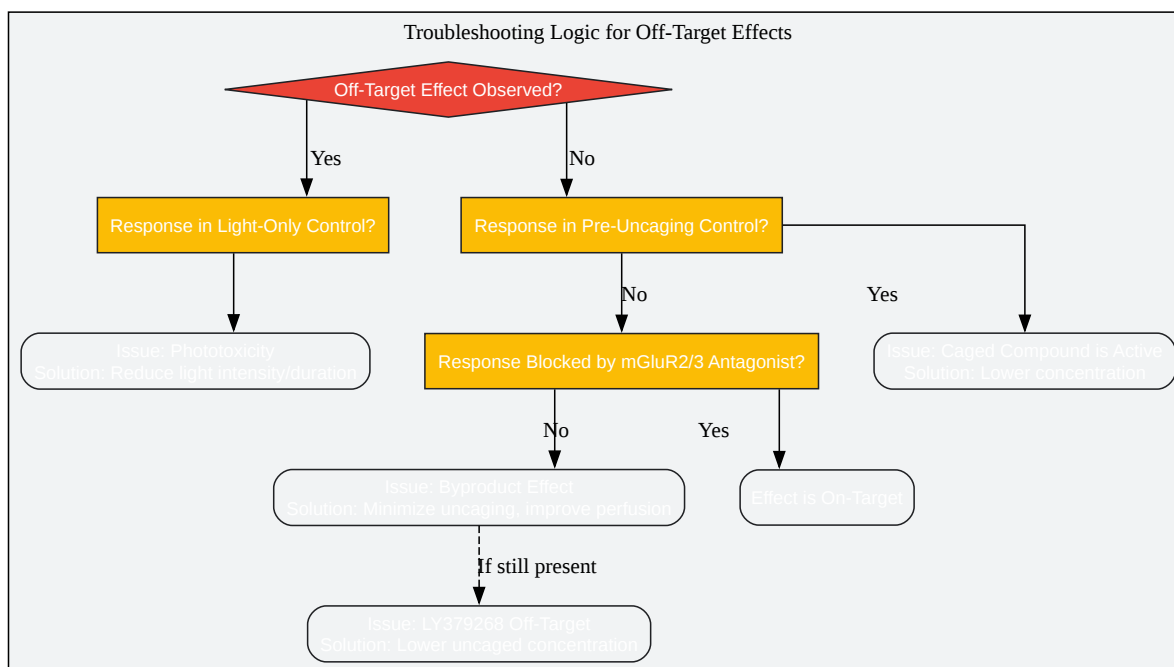 Troubleshooting Logic for Off-Target Effects
Off-Target Effect Observed?
Yes
No
Response in Light-Only Control?
Response in Pre-Uncaging Control?
No
Yes
Issue: Phototoxicity
Solution: Reduce light intensity/duration
Response Blocked by mGluR2/3 Antagonist?
Issue: Caged Compound is Active
Solution: Lower concentration
No
Yes
Issue: Byproduct Effect
Solution: Minimize uncaging, improve perfusion
Effect is On-Target
If still present
Issue: LY379268 Off-Target
Solution: Lower uncaged concentration